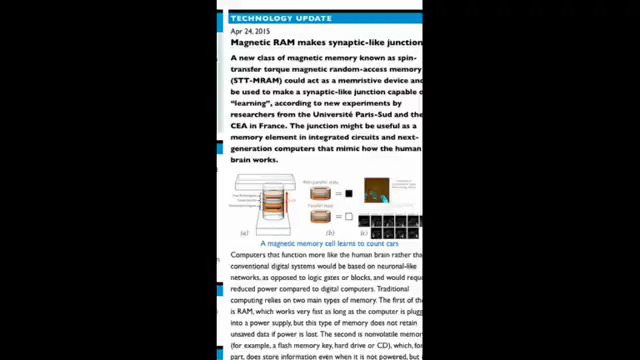 TECHNOLOGY UPDATE
Apr 24, 2015
Magnetic RAM makes synaptic-like junction
A new class of magnetic memory known as spin-
transfer torque magnetic random-access memory
(STT-MRAM) could act as a memristive device and
be used to make a synaptic-like junction capable o
"learning", according to new experiments by
researchers from the Université Paris-Sud and the
CEA in France. The junction might be useful as a
memory element in integrated circuits and next-
generation computers that mimic how the human
brain works.
(a)
(b)
(c)
A magnetic memory cell learns to count cars
Computers that function more like the human brain rather tha
conventional digital systems would be based on neuronal-like
networks, as opposed to logic gates or blocks, and would requ
reduced power compared to digital computers. Traditional
computing relies on two main types of memory. The first of the
is RAM, which works very fast as long as the computer is plugg
into a power supply, but this type of memory does not retain
unsaved data if power is lost. The second is nonvolatile memor
(for example, a flash memory key, hard drive or CD), which, for
part, does store information even when it is not powered, but